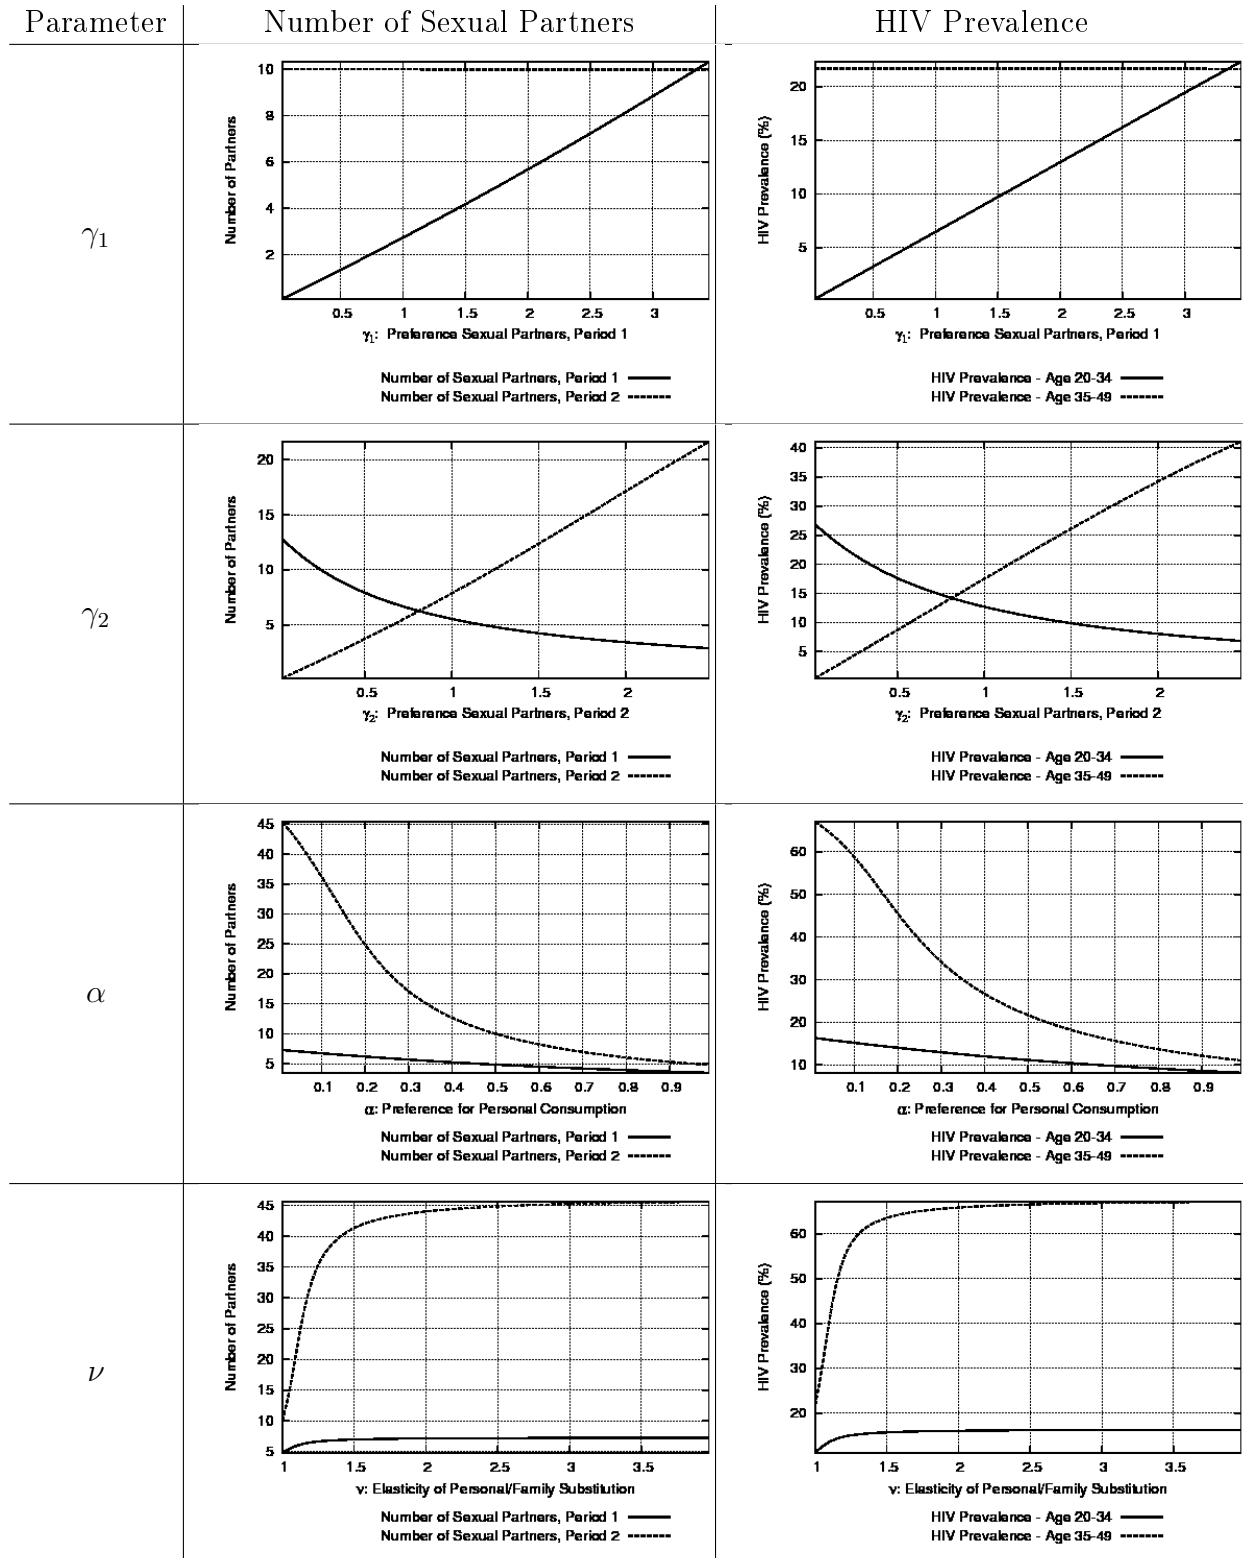 Parameter Number of Sexual Partners HIV Prevalence
γ1
Number of Partners
10
8
6
4
2
0.5 1 1.5 2 2.5 3
γ1: Preference Sexual Partners, Period 1
Number of Sexual Partners, Period 1
Number of Sexual Partners, Period 2
HIV Prevalence (%)
20
15
10
5
0.5 1 1.5 2 2.5 3
γ1: Preference Sexual Partners, Period 1
HIV Prevalence - Age 20-34
HIV Prevalence - Age 35-49
γ2
Number of Partners
20
15
10
5
0.5 1 1.5 2
γ2: Preference Sexual Partners, Period 2
Number of Sexual Partners, Period 1
Number of Sexual Partners, Period 2
HIV Prevalence (%)
40
35
30
25
20
15
10
5
0.5 1 1.5 2
γ2: Preference Sexual Partners, Period 2
HIV Prevalence - Age 20-34
HIV Prevalence - Age 35-49
α
Number of Partners
45
40
35
30
25
20
15
10
5
0.1 0.2 0.3 0.4 0.5 0.6 0.7 0.8 0.9
α: Preference for Personal Consumption
Number of Sexual Partners, Period 1
Number of Sexual Partners, Period 2
HIV Prevalence (%)
60
50
40
30
20
10
0.1 0.2 0.3 0.4 0.5 0.6 0.7 0.8 0.9
α: Preference for Personal Consumption
HIV Prevalence - Age 20-34
HIV Prevalence - Age 35-49
ν
Number of Partners
45
40
35
30
25
20
15
10
5
1 1.5 2 2.5 3 3.5
ν: Elasticity of Personal/Family Substitution
Number of Sexual Partners, Period 1
Number of Sexual Partners, Period 2
HIV Prevalence (%)
60
50
40
30
20
1 1.5 2 2.5 3 3.5
ν: Elasticity of Personal/Family Substitution
HIV Prevalence - Age 20-34
HIV Prevalence - Age 35-49